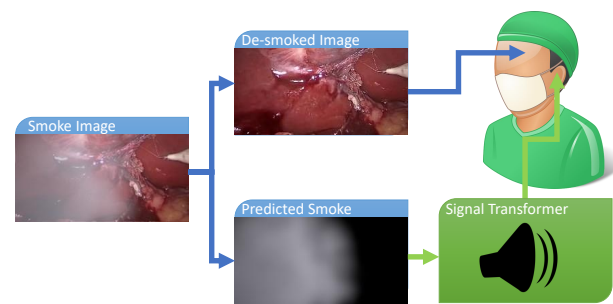 De-smoked Image
Smoke Image
Predicted Smoke
Signal Transformer